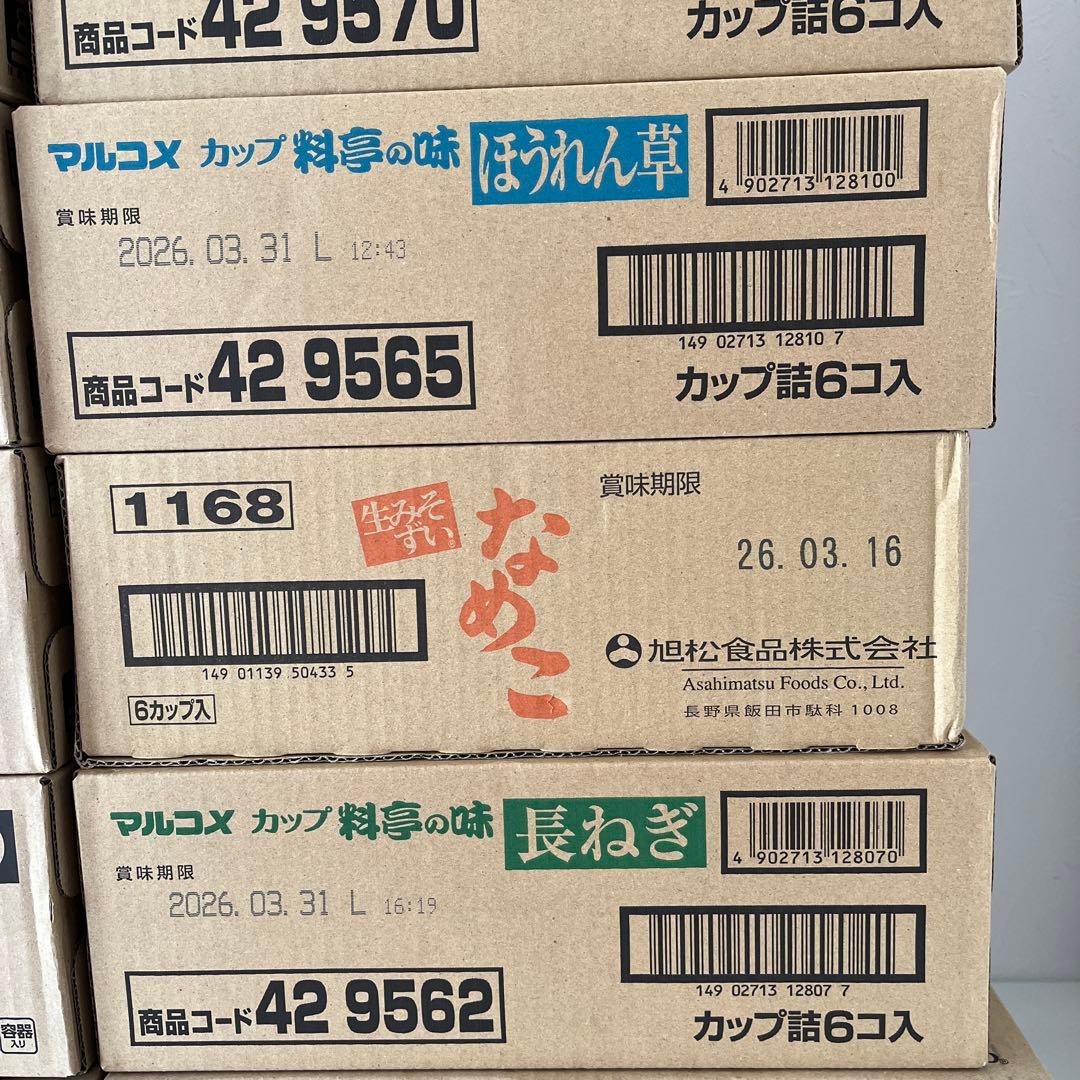 商品コード42 9570
カップ詰6コ入
マルコメ カップ 料亭の味 ほうれん草
4 902713 128100
賞味期限
2026.03.31 L 12:43
149 02713 12810 7
商品コード42 9565
カップ詰6コ入
1168
生みそずい
なめこ
賞味期限
26.03.16
149 01139 50433 5
6カップ入
旭松食品株式会社
Asahimatsu Foods Co., Ltd.
長野県飯田市駄科 1008
マルコメ カップ 料亭の味 長ねぎ
4 902713 128070
賞味期限
2026.03.31 L 16:19
149 02713 12807 7
商品コード42 9562
カップ詰6コ入
容器
入り